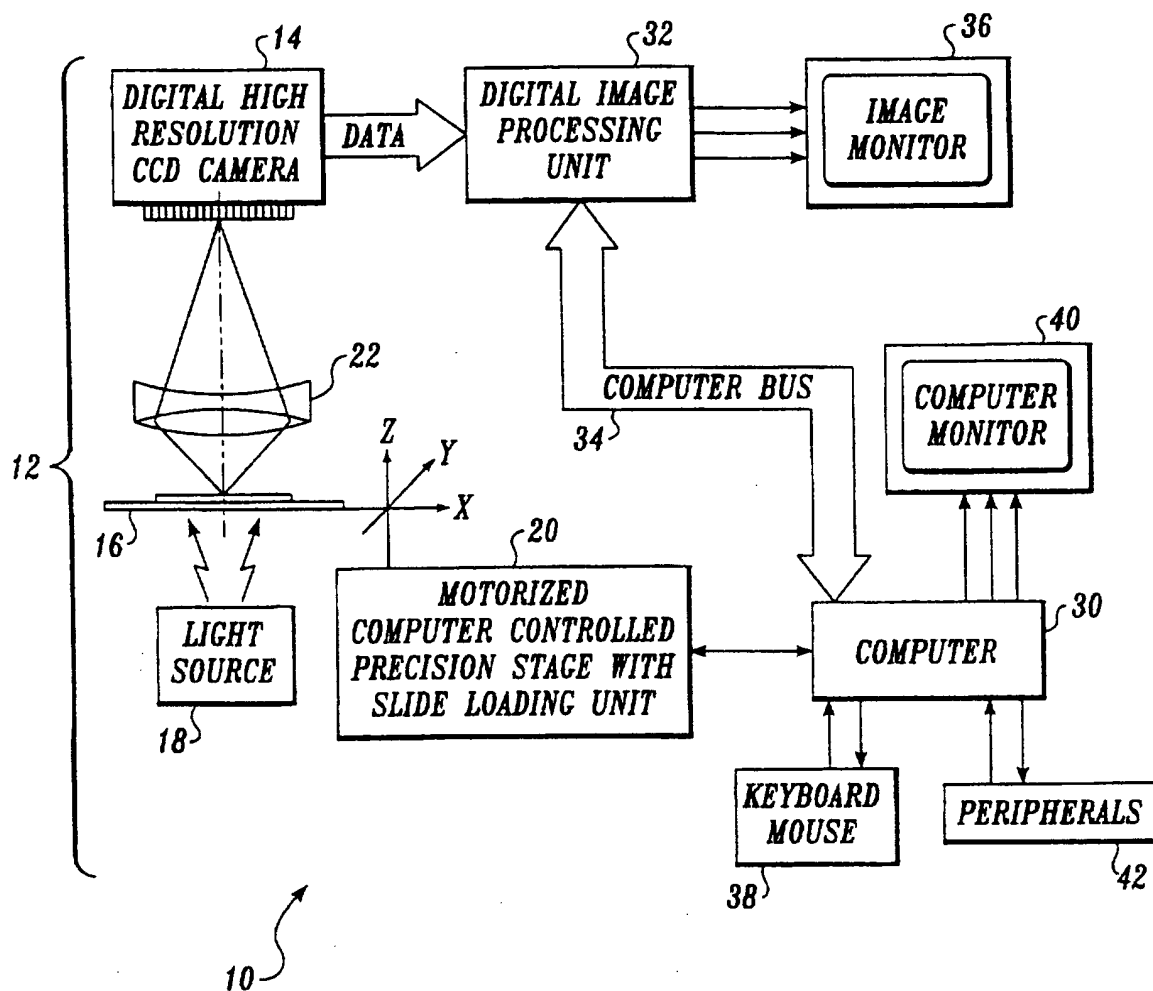 14
DIGITAL HIGH
RESOLUTION
CCD CAMERA
DATA
32
DIGITAL IMAGE
PROCESSING
UNIT
36
IMAGE
MONITOR
22
12
Z
Y
X
16
LIGHT
SOURCE
18
20
MOTORIZED
COMPUTER CONTROLLED
PRECISION STAGE WITH
SLIDE LOADING UNIT
COMPUTER BUS
34
40
COMPUTER
MONITOR
30
COMPUTER
KEYBOARD
MOUSE
38
PERIPHERALS
42
10